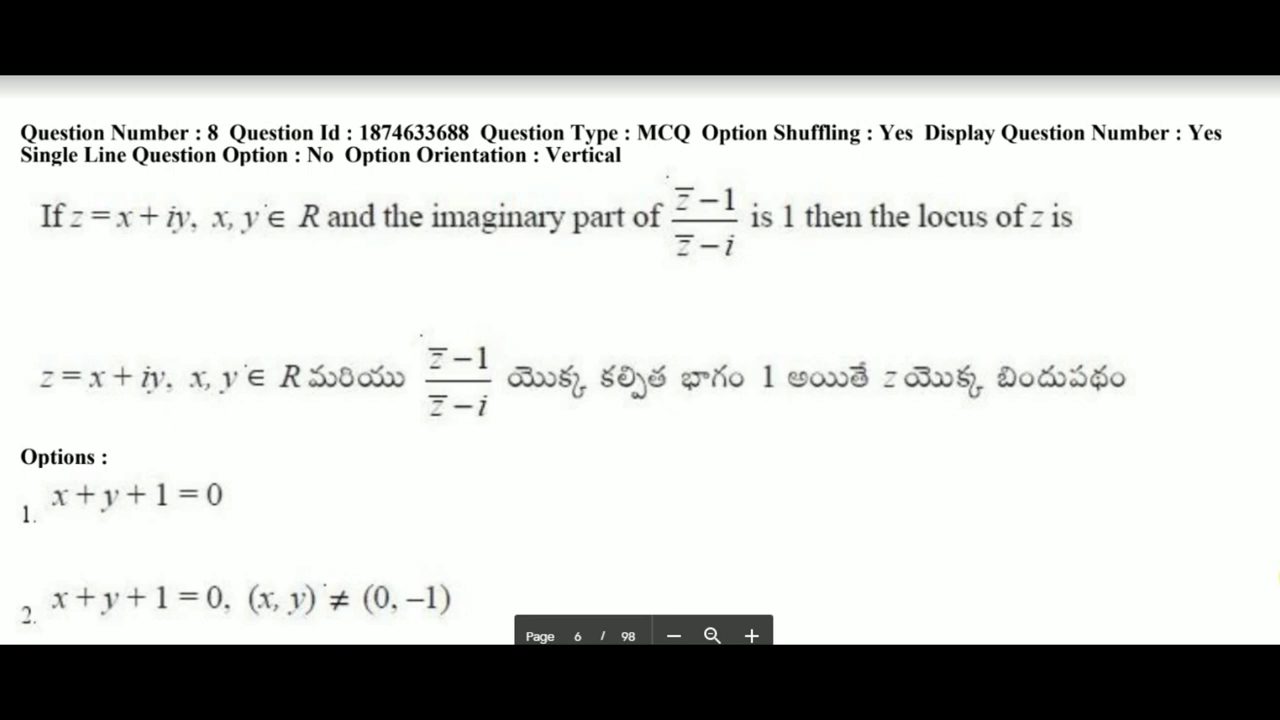 Question Number : 8 Question Id : 1874633688 Question Type : MCQ Option Shuffling : Yes Display Question Number : Yes
Single Line Question Option : No Option Orientation : Vertical
If z = x + iy, x, y ∈ R and the imaginary part of (z̅ − 1)/(z̅ − i) is 1 then the locus of z is
z = x + iy, x, y ∈ R మరియు (z̅ − 1)/(z̅ − i) యొక్క కల్పిత భాగం 1 అయితే z యొక్క బిందుపథం
Options :
1. x + y + 1 = 0
2. x + y + 1 = 0, (x, y) ≠ (0, −1)
Page 6 / 98